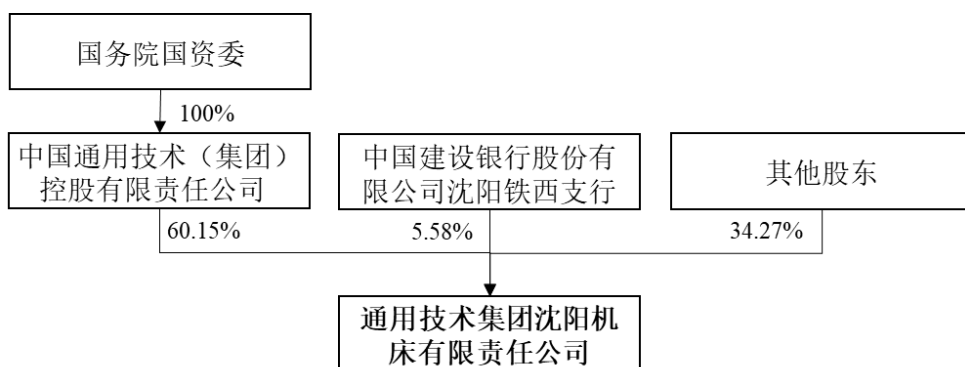 国务院国资委
100%
中国通用技术（集团）
控股有限责任公司
中国建设银行股份有
限公司沈阳铁西支行
其他股东
60.15%
5.58%
34.27%
通用技术集团沈阳机
床有限责任公司